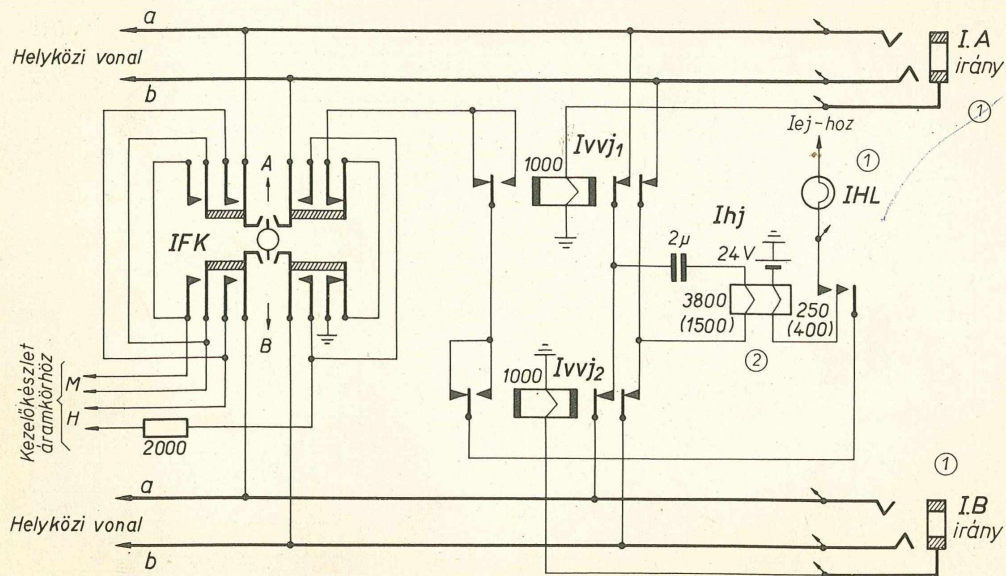 a
Helyközi vonal
b
I.A
irány
①
Iej-hoz
①
IHL
A
IFK
B
Ivvj₁
1000
Ihj
2µ
24V
3800
(1500)
250
(400)
②
Ivvj₂
1000
Kezelőkészlet
áramkörhöz
M
H
2000
①
a
Helyközi vonal
b
I.B
irány